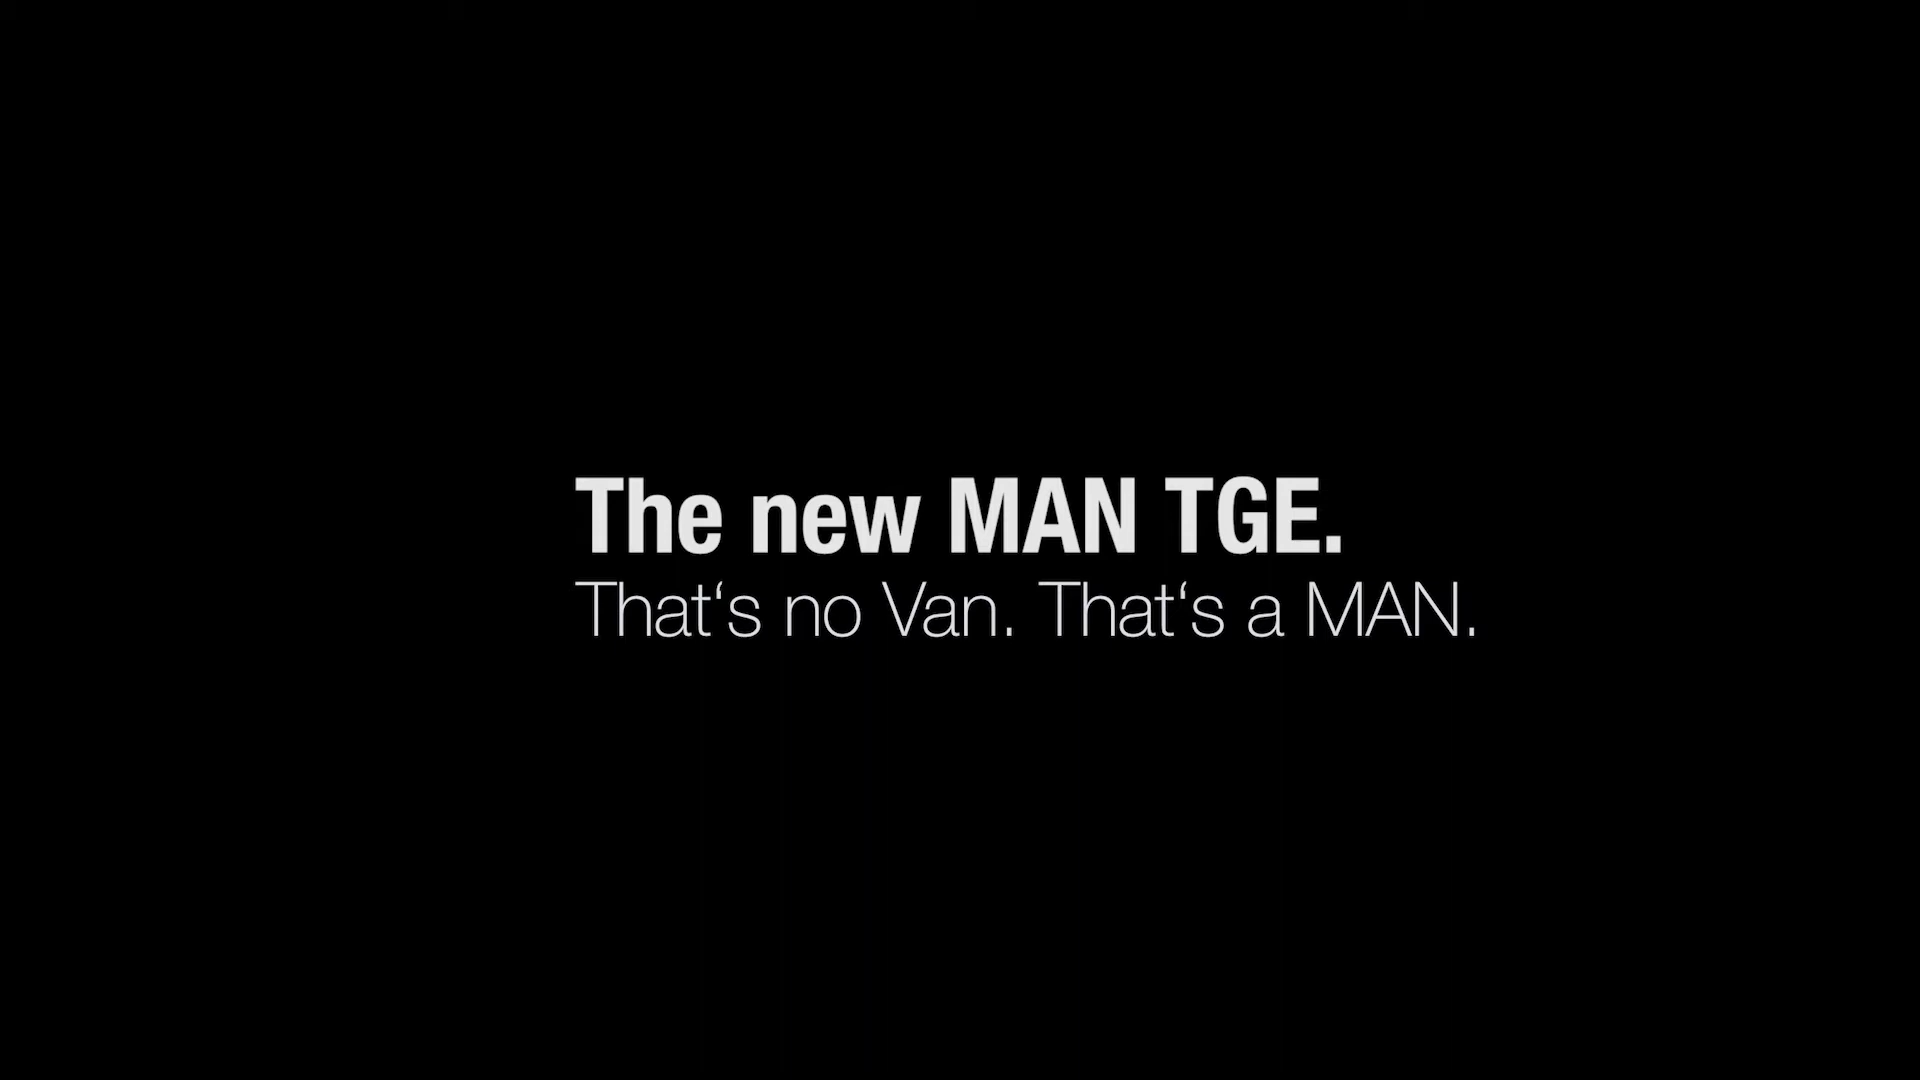 The new MAN TGE.
That‘s no Van. That‘s a MAN.